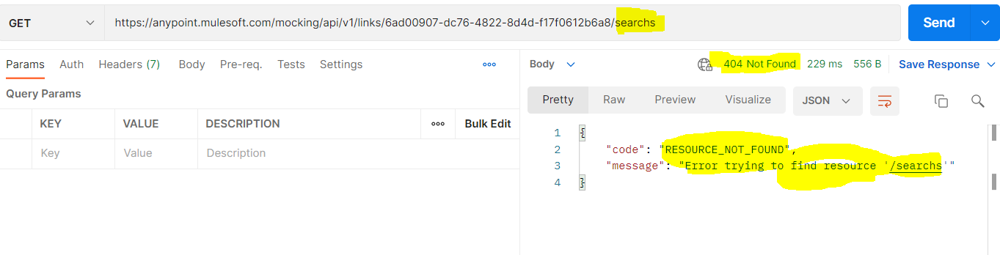 GET https://anypoint.mulesoft.com/mocking/api/v1/links/6ad00907-dc76-4822-8d4d-f17f0612b6a8/searchs Send
Params Auth Headers (7) Body Pre-req. Tests Settings
Query Params
KEY VALUE DESCRIPTION Bulk Edit
Key Value Description
Body 404 Not Found 229 ms 556 B Save Response
Pretty Raw Preview Visualize JSON
1 {
2 "code": "RESOURCE_NOT_FOUND",
3 "message": "Error trying to find resource '/searchs'"
4 }